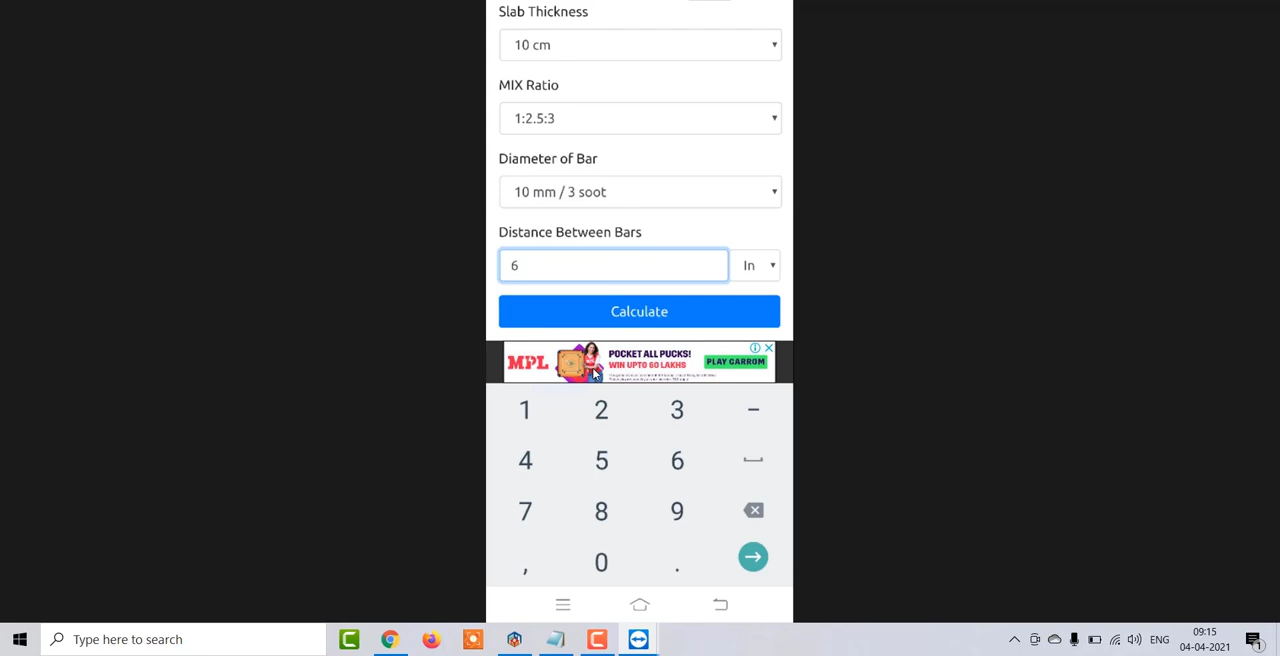 Slab Thickness
10 cm
MIX Ratio
1:2.5:3
Diameter of Bar
10 mm / 3 soot
Distance Between Bars
6 In
Calculate
MPL
POCKET ALL PUCKS!
WIN UPTO 60 LAKHS
PLAY CARROM
1 2 3 -
4 5 6
7 8 9
, 0 .
Type here to search
ENG
09:15
04-04-2021
1